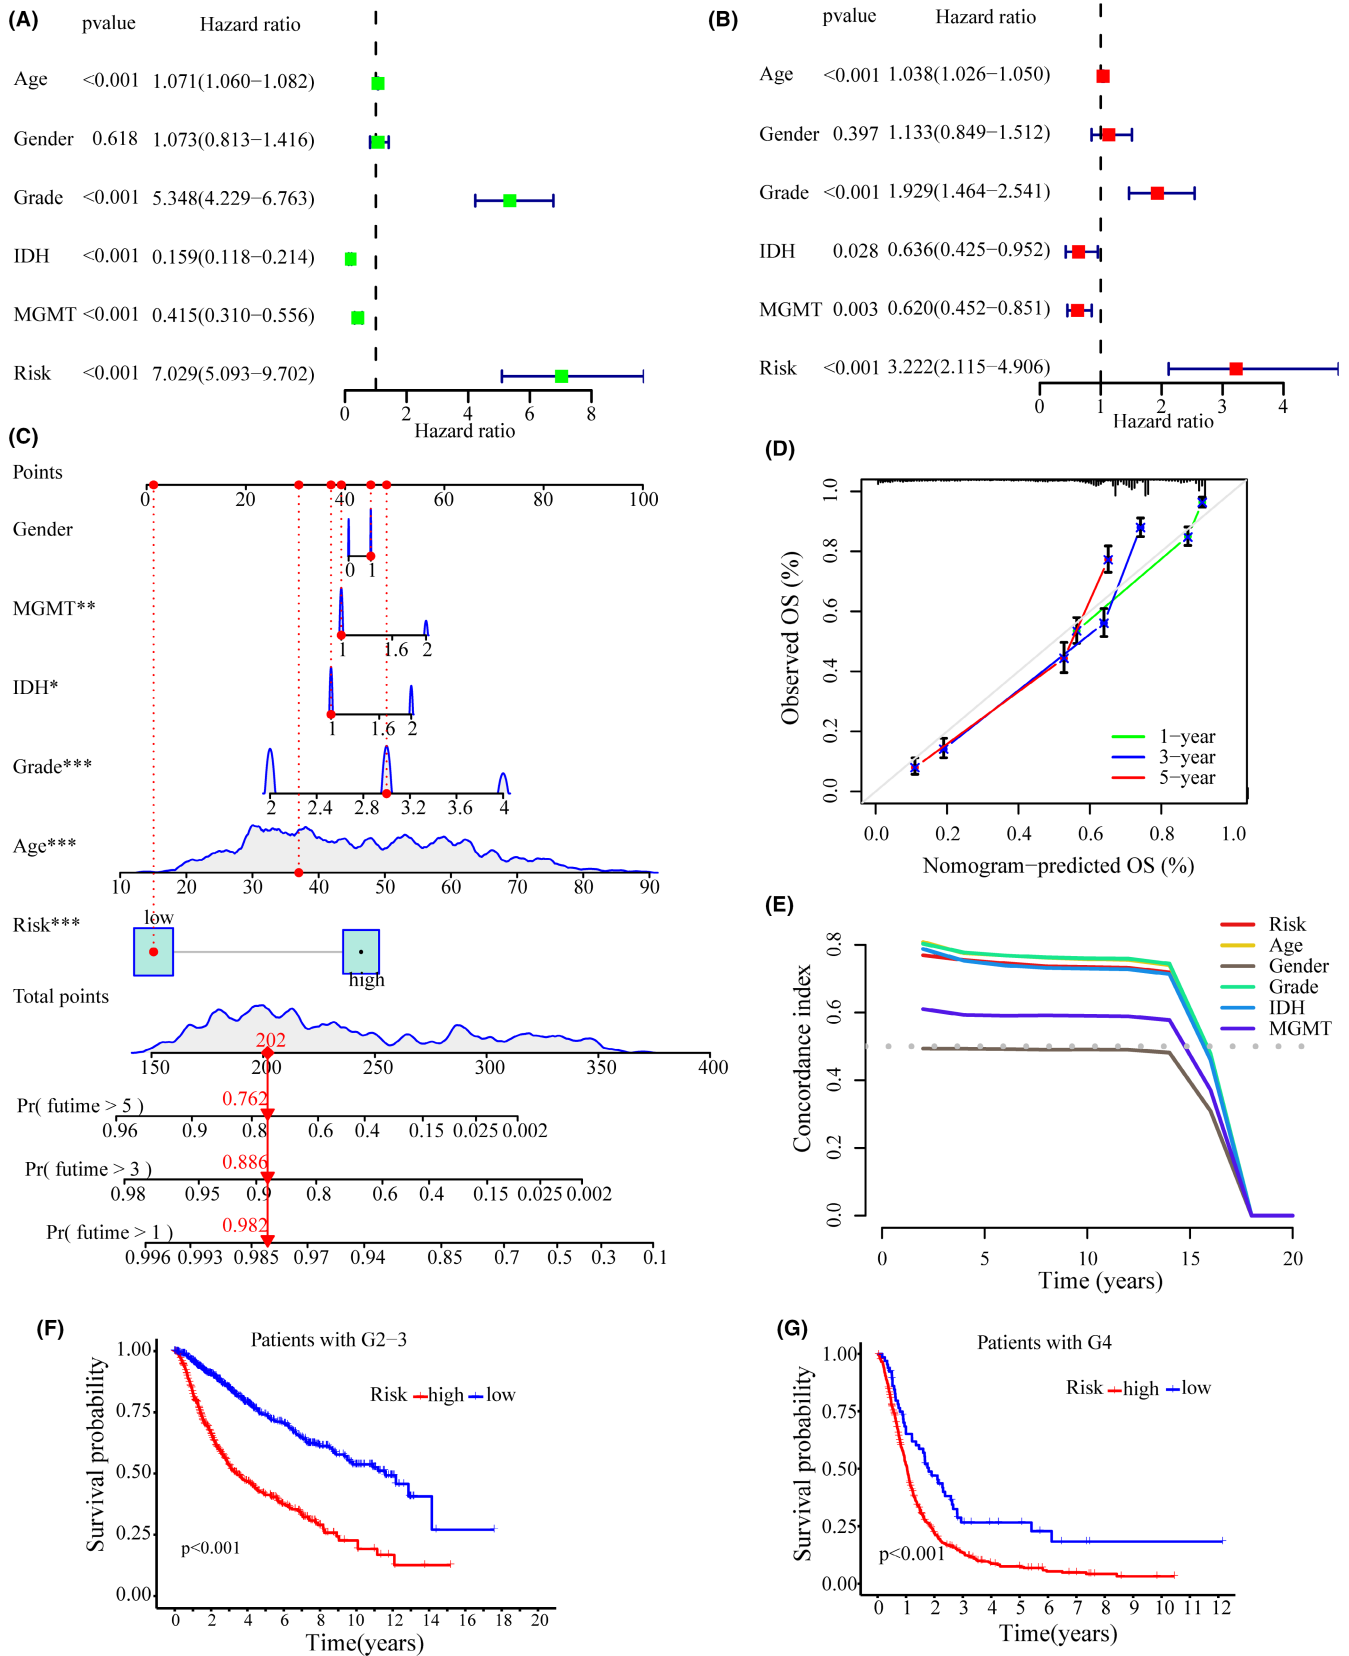 (A)
pvalue Hazard ratio
Age <0.001 1.071(1.060−1.082)
Gender 0.618 1.073(0.813−1.416)
Grade <0.001 5.348(4.229−6.763)
IDH <0.001 0.159(0.118−0.214)
MGMT <0.001 0.415(0.310−0.556)
Risk <0.001 7.029(5.093−9.702)
0 2 4 6 8
Hazard ratio
(B)
pvalue Hazard ratio
Age <0.001 1.038(1.026−1.050)
Gender 0.397 1.133(0.849−1.512)
Grade <0.001 1.929(1.464−2.541)
IDH 0.028 0.636(0.425−0.952)
MGMT 0.003 0.620(0.452−0.851)
Risk <0.001 3.222(2.115−4.906)
0 1 2 3 4
Hazard ratio
(C)
Points
0 20 40 60 80 100
Gender
0 1
MGMT**
1 1.6 2
IDH*
1 1.6 2
Grade***
2 2.4 2.8 3.2 3.6 4
Age***
10 20 30 40 50 60 70 80 90
Risk***
low
high
Total points
202
150 200 250 300 350 400
0.762
Pr( futime > 5 )
0.96 0.9 0.8 0.6 0.4 0.15 0.025 0.002
0.886
Pr( futime > 3 )
0.98 0.95 0.9 0.8 0.6 0.4 0.15 0.025 0.002
0.982
Pr( futime > 1 )
0.996 0.993 0.985 0.97 0.94 0.85 0.7 0.5 0.3 0.1
(D)
Observed OS (%)
1.0
0.8
0.6
0.4
0.2
0.0
1−year
3−year
5−year
0.0 0.2 0.4 0.6 0.8 1.0
Nomogram−predicted OS (%)
(E)
Concordance index
0.8
0.6
0.4
0.2
0.0
Risk
Age
Gender
Grade
IDH
MGMT
0 5 10 15 20
Time (years)
(F)
Patients with G2−3
Risk high low
Survival probability
1.00
0.75
0.50
0.25
0.00
p<0.001
0 2 4 6 8 10 12 14 16 18 20
Time(years)
(G)
Patients with G4
Risk high low
Survival probability
1.00
0.75
0.50
0.25
0.00
p<0.001
0 1 2 3 4 5 6 7 8 9 10 11 12
Time(years)